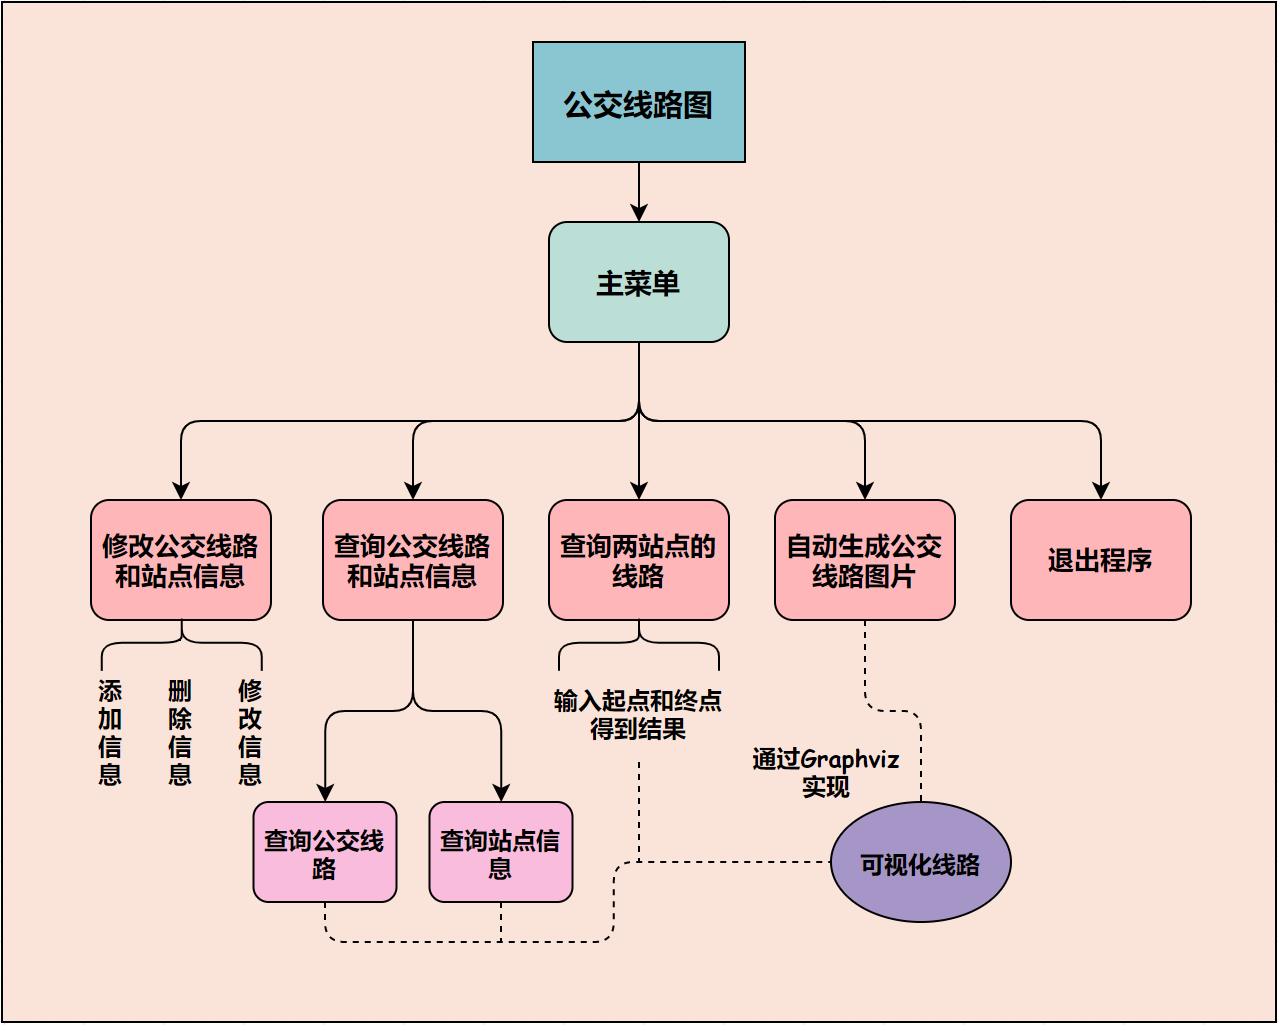 公交线路图
主菜单
修改公交线路
和站点信息
查询公交线路
和站点信息
查询两站点的
线路
自动生成公交
线路图片
退出程序
添
加
信
息
删
除
信
息
修
改
信
息
输入起点和终点
得到结果
通过Graphviz
实现
查询公交线
路
查询站点信
息
可视化线路